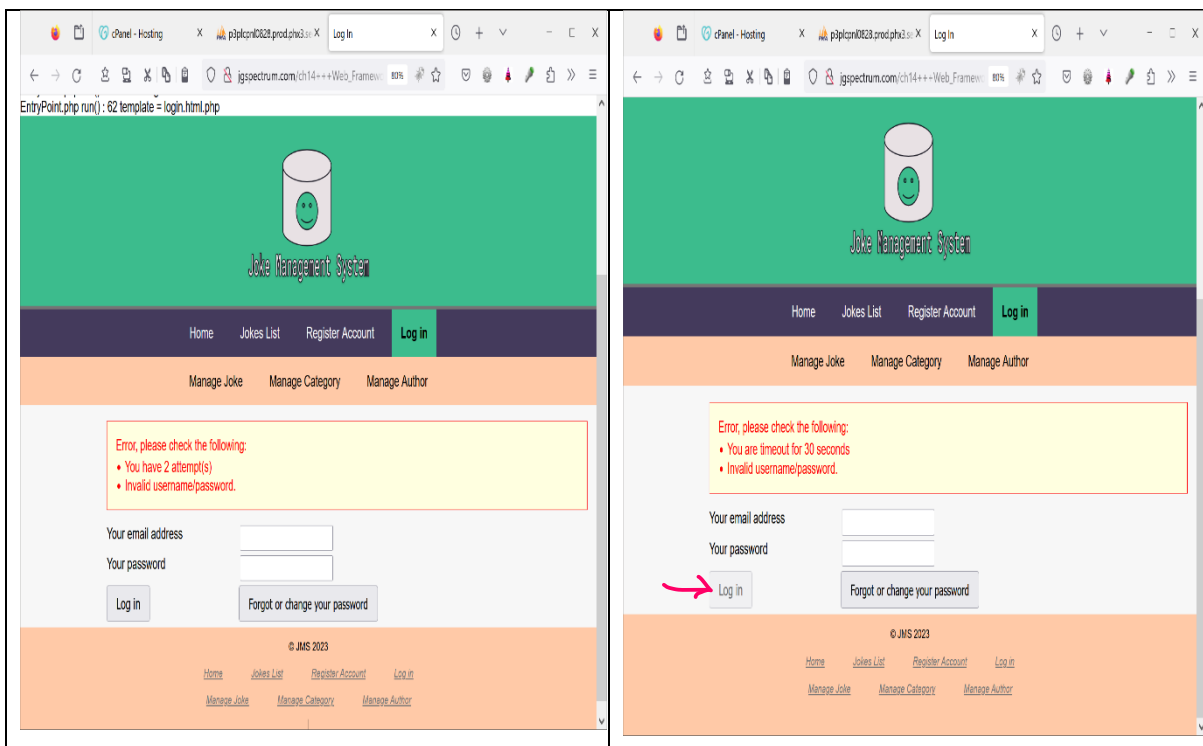 cPanel - Hosting
p3plcpnl0828.prod.phx3.se
Log In
jgspectrum.com/ch14+++Web_Framewo
80%
EntryPoint.php run() : 62 template = login.html.php
Joke Management System
Home Jokes List Register Account Log in
Manage Joke Manage Category Manage Author
Error, please check the following:
• You have 2 attempt(s)
• Invalid username/password.
Your email address
Your password
Log in Forgot or change your password
© JMS 2023
Home Jokes List Register Account Log in
Manage Joke Manage Category Manage Author
cPanel - Hosting
p3plcpnl0828.prod.phx3.se
Log In
jgspectrum.com/ch14+++Web_Framewo
80%
Joke Management System
Home Jokes List Register Account Log in
Manage Joke Manage Category Manage Author
Error, please check the following:
• You are timeout for 30 seconds
• Invalid username/password.
Your email address
Your password
Log in Forgot or change your password
© JMS 2023
Home Jokes List Register Account Log in
Manage Joke Manage Category Manage Author